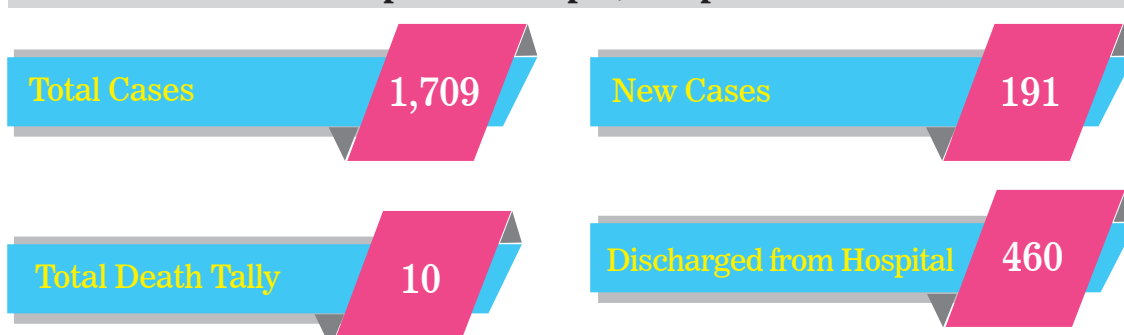 Total Cases 1,709
New Cases 191
Total Death Tally 10
Discharged from Hospital 460